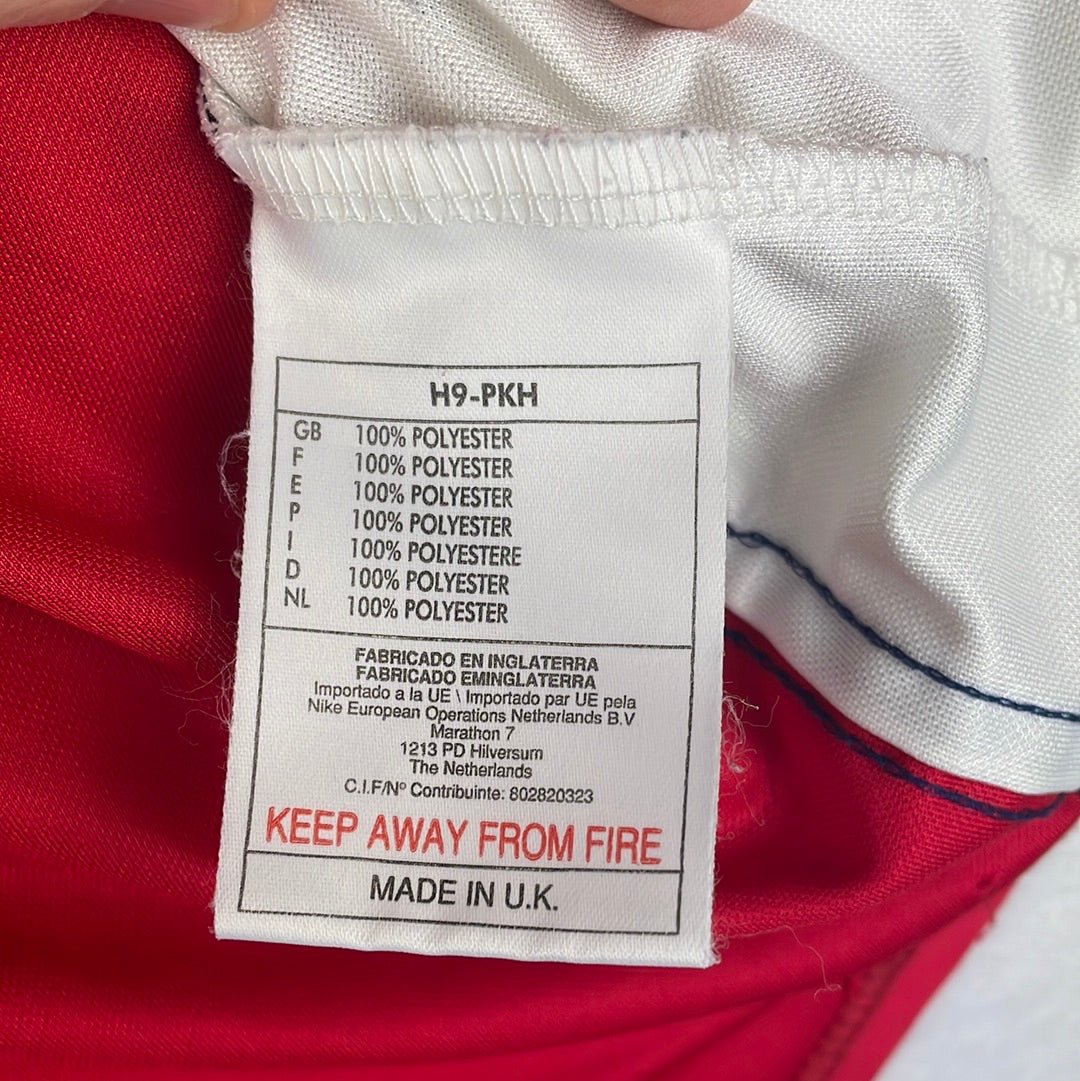 H9-PKH
GB 100% POLYESTER
F 100% POLYESTER
E 100% POLYESTER
P 100% POLYESTER
I 100% POLYESTERE
D 100% POLYESTER
NL 100% POLYESTER
FABRICADO EN INGLATERRA
FABRICADO EMINGLATERRA
Importado a la UE \ Importado par UE pela
Nike European Operations Netherlands B.V
Marathon 7
1213 PD Hilversum
The Netherlands
C.I.F/Nº Contribuinte: 802820323
KEEP AWAY FROM FIRE
MADE IN U.K.